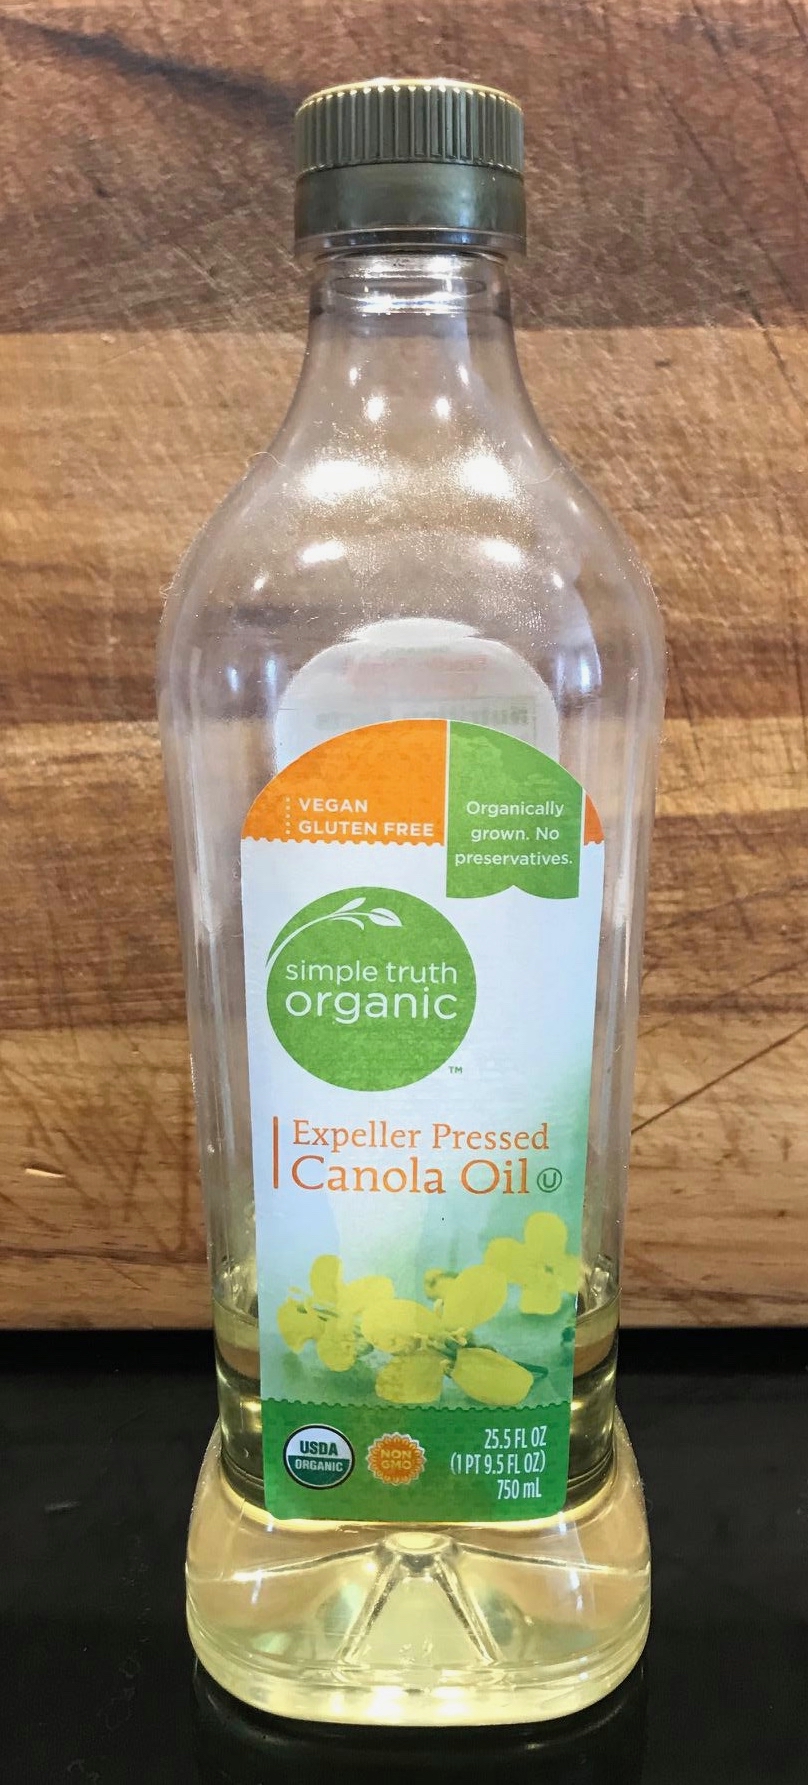 VEGAN
GLUTEN FREE
Organically
grown. No
preservatives.
simple truth
organic
TM
Expeller Pressed
Canola Oil U
USDA
ORGANIC
NON
GMO
25.5 FL OZ
(1 PT 9.5 FL OZ)
750 mL